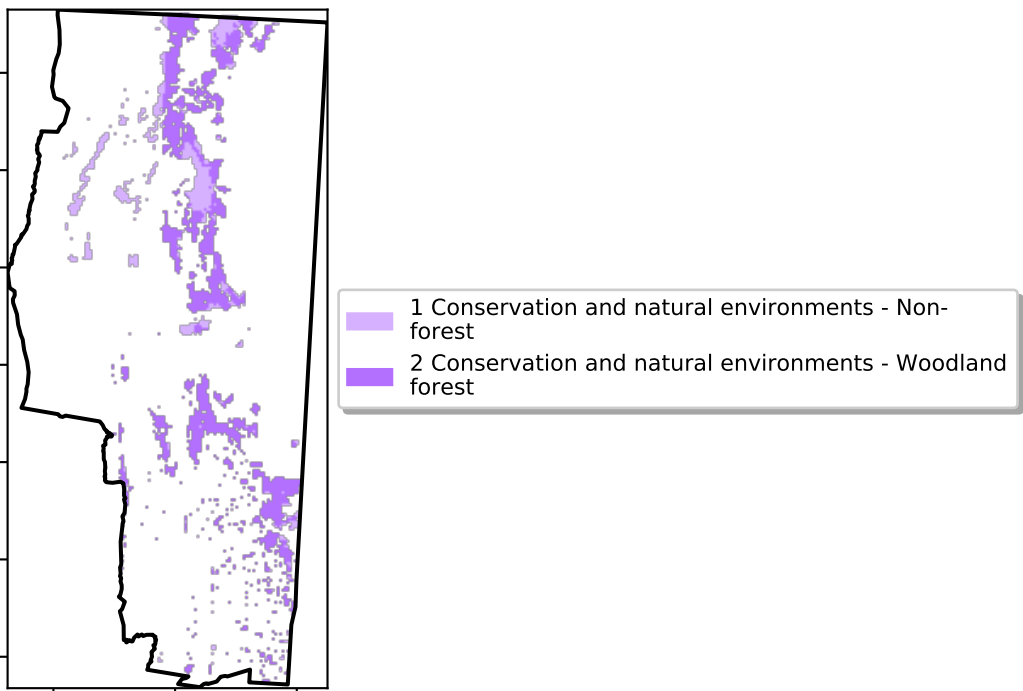 1 Conservation and natural environments - Non-
forest
2 Conservation and natural environments - Woodland
forest